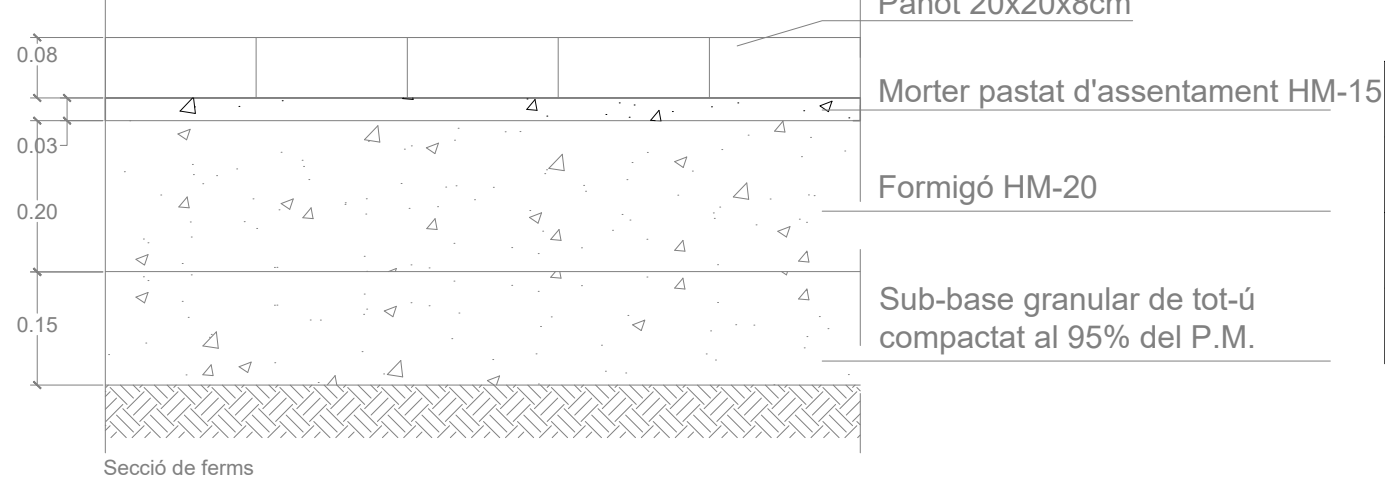 Panot 20x20x8cm
0.08
Morter pastat d'assentament HM-15
0.03
Formigó HM-20
0.20
Sub-base granular de tot-ú
compactat al 95% del P.M.
0.15
Secció de ferms